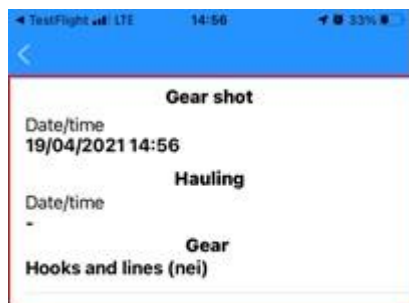 TestFlight LTE 14:56 33%
Gear shot
Date/time
19/04/2021 14:56
Hauling
Date/time
-
Gear
Hooks and lines (nei)